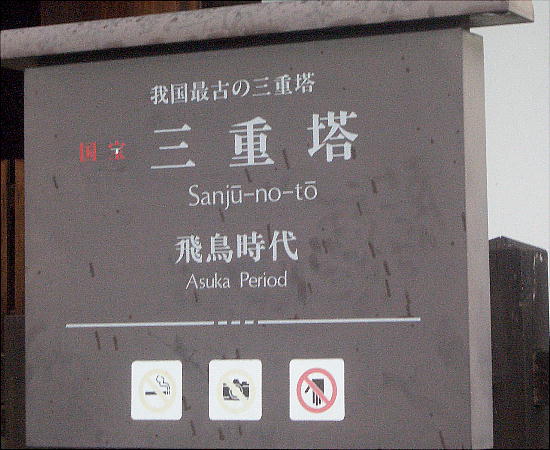 我国最古の三重塔
国宝 三重塔
Sanjū-no-tō
飛鳥時代
Asuka Period